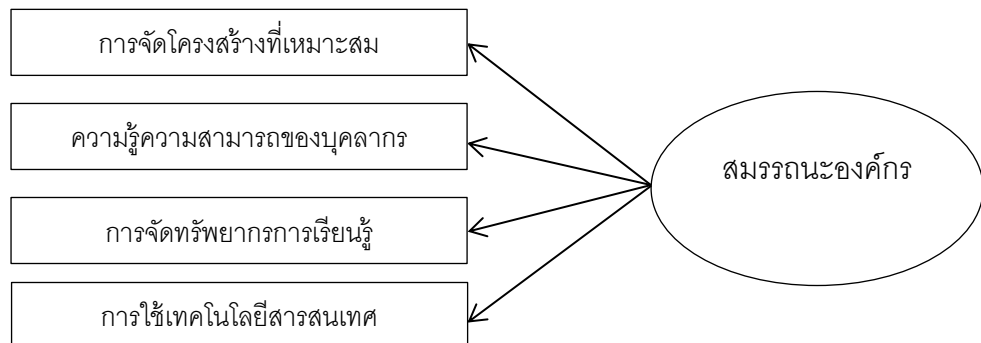 การจัดโครงสร้างที่เหมาะสม
ความรู้ความสามารถของบุคลากร
สมรรถนะองค์กร
การจัดทรัพยากรการเรียนรู้
การใช้เทคโนโลยีสารสนเทศ